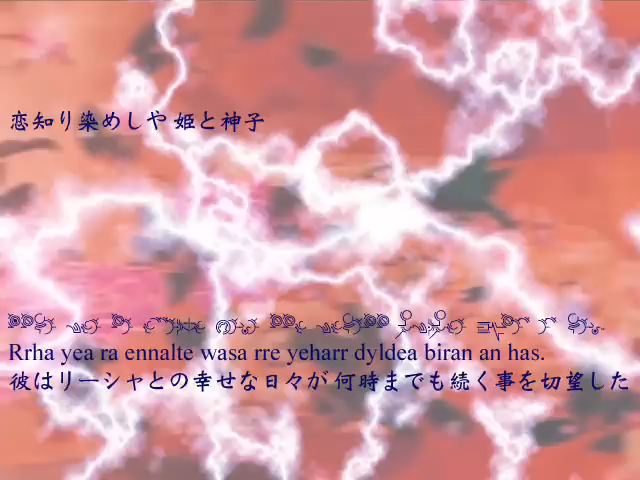 恋知り染めしや 姫と神子
Rrha yea ra ennalte wasa rre yeharr dyldea biran an has.
彼はリーシャとの幸せな日々が 何時までも続く事を切望した